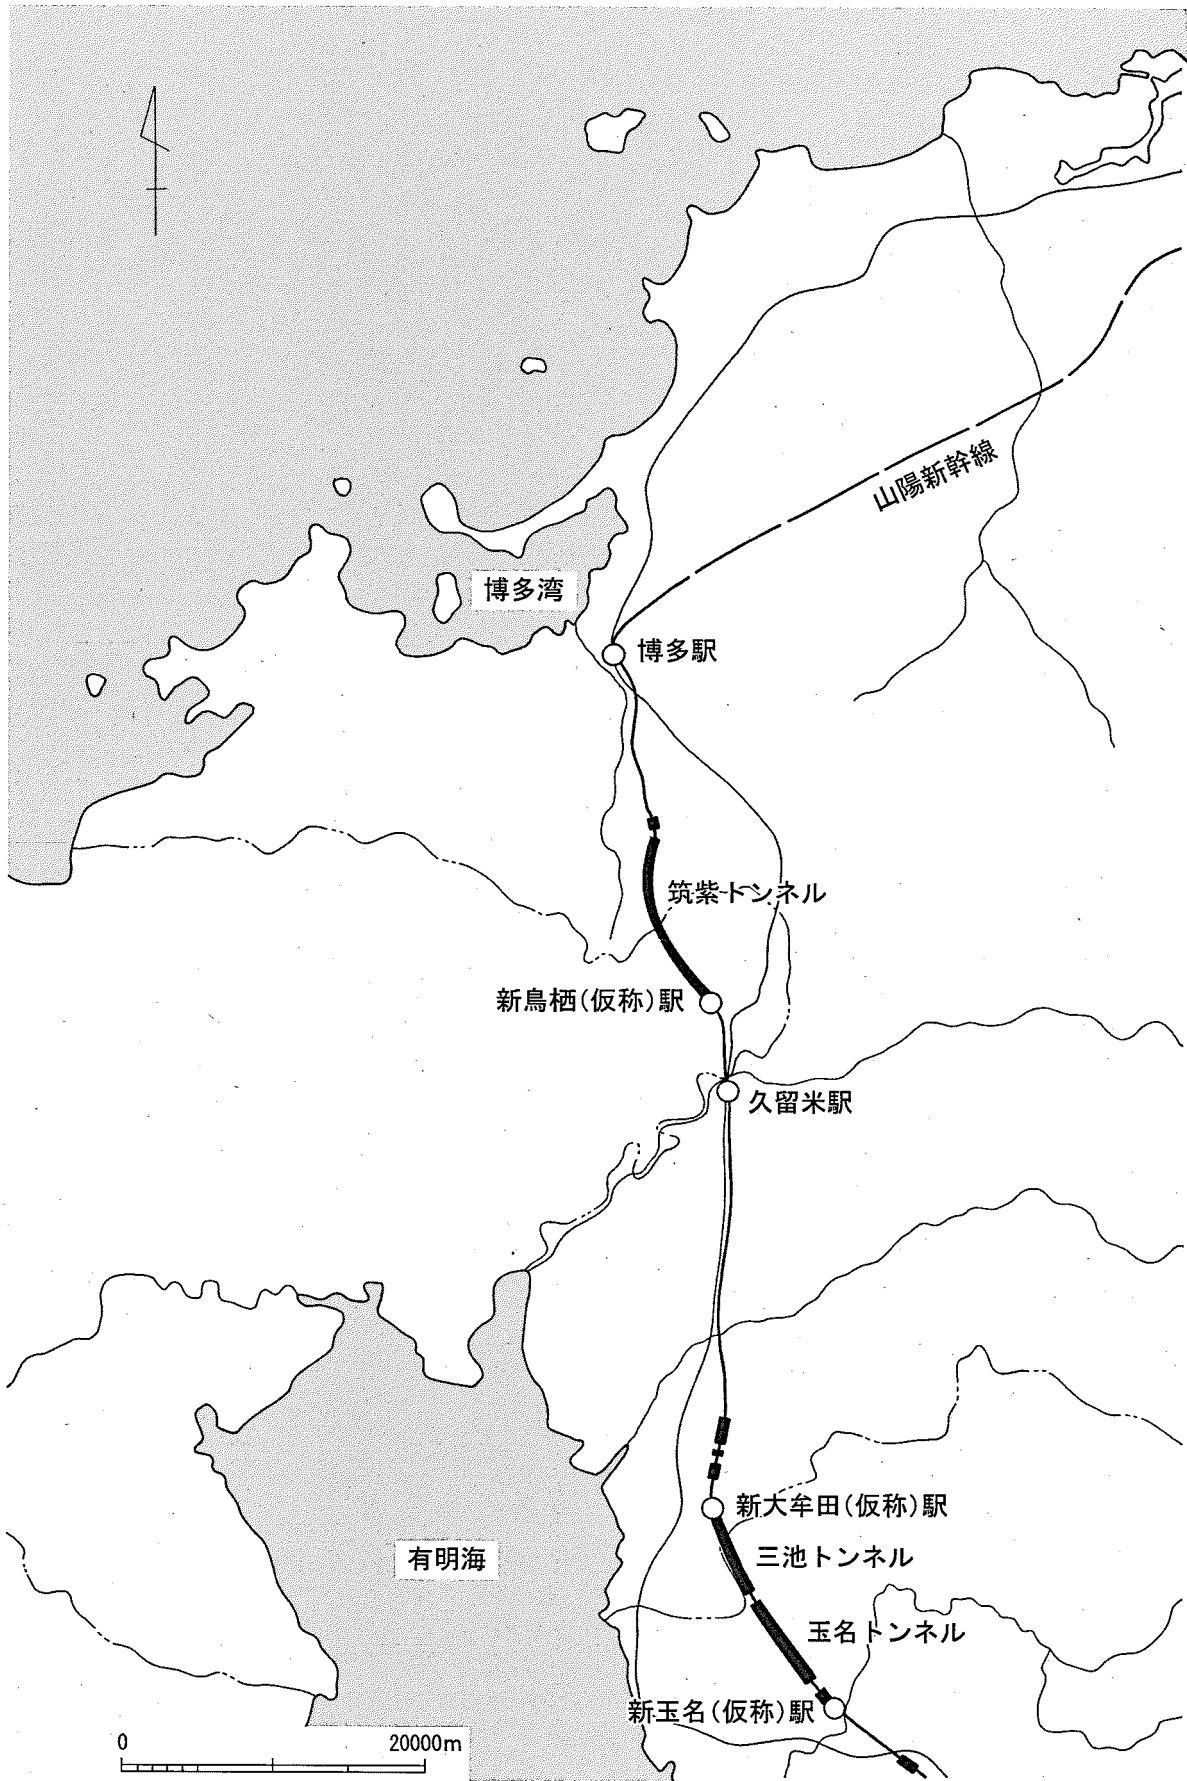 山陽新幹線
博多湾
博多駅
筑紫トンネル
新鳥栖(仮称)駅
久留米駅
新大牟田(仮称)駅
有明海
三池トンネル
玉名トンネル
新玉名(仮称)駅
0 20000m